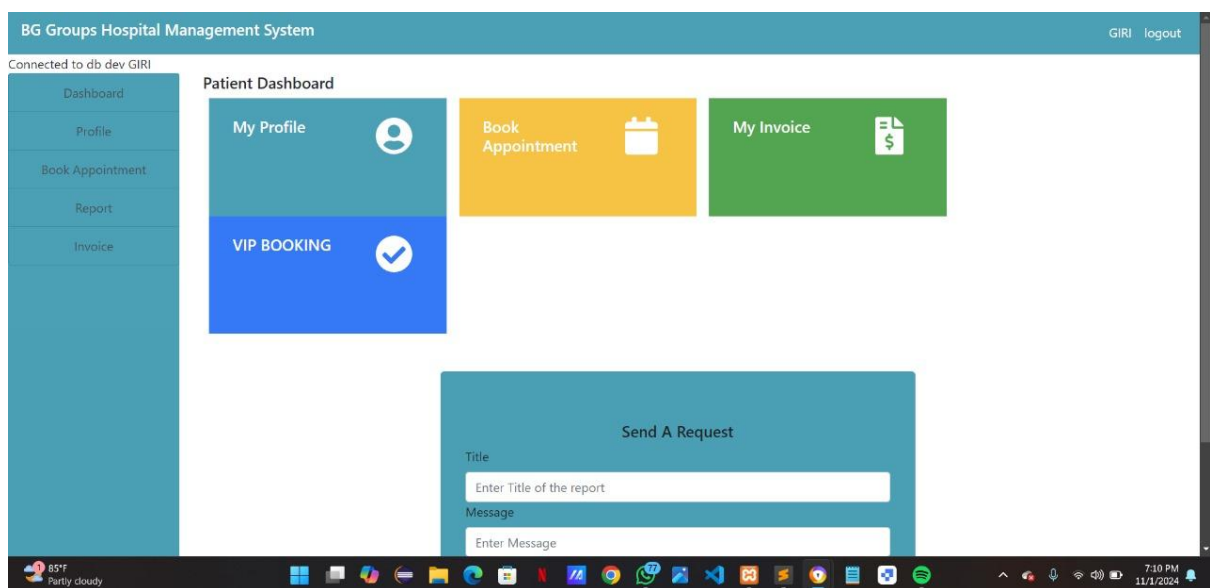 BG Groups Hospital Management System
GIRI logout
Connected to db dev GIRI
Dashboard
Profile
Book Appointment
Report
Invoice
Patient Dashboard
My Profile
Book
Appointment
My Invoice
VIP BOOKING
Send A Request
Title
Enter Title of the report
Message
Enter Message
1
85°F
Partly cloudy
77
7:10 PM
11/1/2024